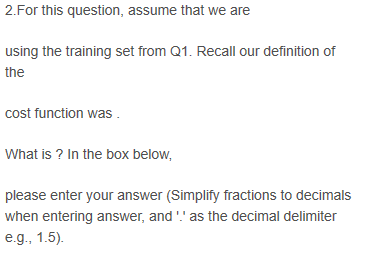 2.For this question, assume that we are
using the training set from Q1. Recall our definition of
the
cost function was .
What is ? In the box below,
please enter your answer (Simplify fractions to decimals
when entering answer, and '.' as the decimal delimiter
e.g., 1.5).